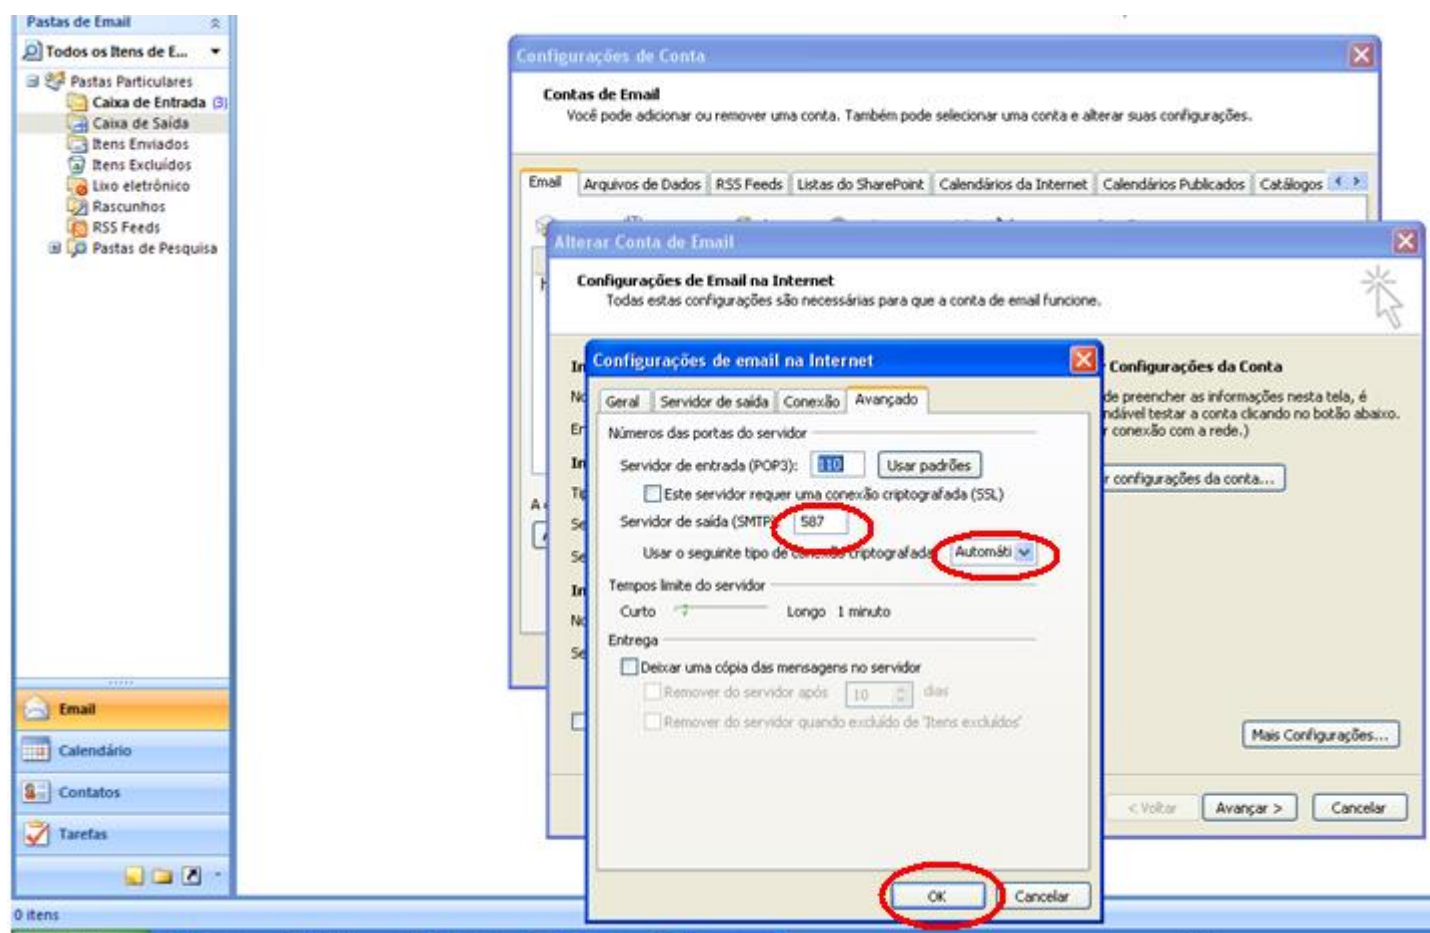 Pastas de Email
Todos os Itens de E...
Pastas Particulares
Caixa de Entrada (3)
Caixa de Saída
Itens Enviados
Itens Excluídos
Lixo eletrônico
Rascunhos
RSS Feeds
Pastas de Pesquisa
Email
Calendário
Contatos
Tarefas
0 itens
Configurações de Conta
Contas de Email
Você pode adicionar ou remover uma conta. Também pode selecionar uma conta e alterar suas configurações.
Email Arquivos de Dados RSS Feeds Listas do SharePoint Calendários da Internet Calendários Publicados Catálogos
Alterar Conta de Email
Configurações de Email na Internet
Todas estas configurações são necessárias para que a conta de email funcione.
Configurações da Conta
de preencher as informações nesta tela, é
ndável testar a conta clicando no botão abaixo.
r conexão com a rede.)
r configurações da conta...
Mais Configurações...
< Voltar Avançar > Cancelar
Configurações de email na Internet
Geral Servidor de saída Conexão Avançado
Números das portas do servidor
Servidor de entrada (POP3): 110 Usar padrões
Este servidor requer uma conexão criptografada (SSL)
Servidor de saída (SMTP) 587
Usar o seguinte tipo de conexão criptografada Automáti
Tempos limite do servidor
Curto Longo 1 minuto
Entrega
Deixar uma cópia das mensagens no servidor
Remover do servidor após 10 dias
Remover do servidor quando excluído de 'Itens excluídos'
OK Cancelar